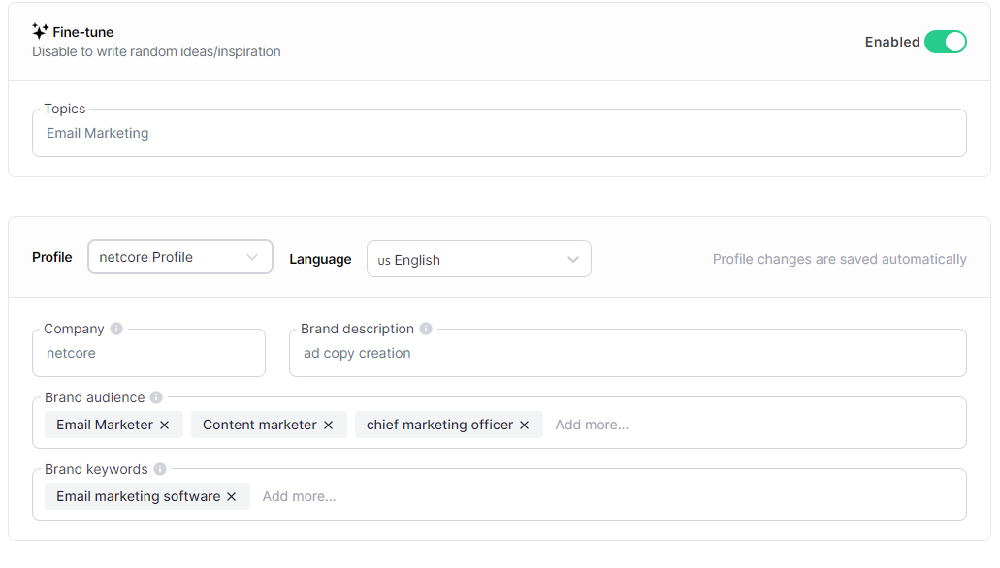 Fine-tune
Disable to write random ideas/inspiration
Enabled
Topics
Email Marketing
Profile
netcore Profile
Language
US English
Profile changes are saved automatically
Company
netcore
Brand description
ad copy creation
Brand audience
Email Marketer ×
Content marketer ×
chief marketing officer ×
Add more...
Brand keywords
Email marketing software ×
Add more...